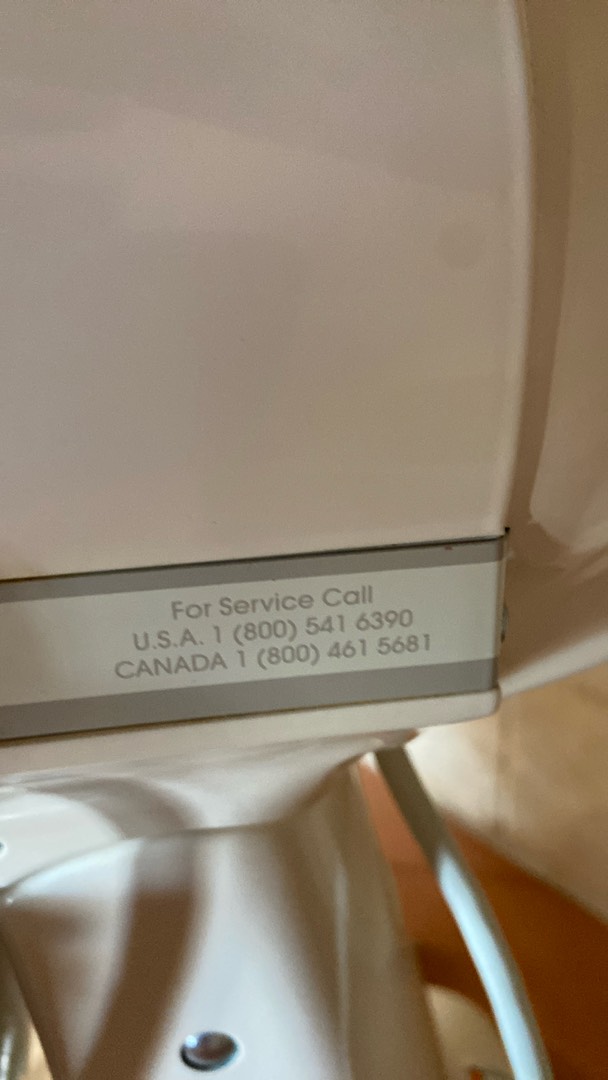 For Service Call
U.S.A. 1 (800) 541 6390
CANADA 1 (800) 461 5681